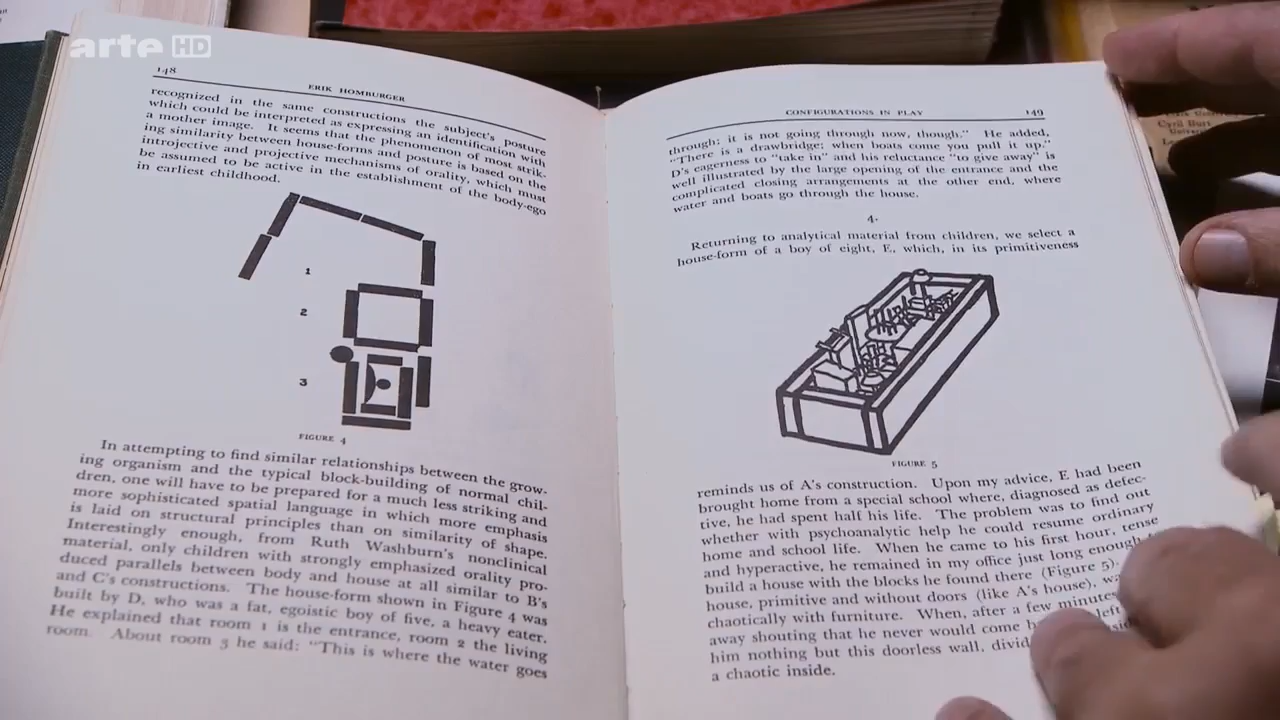 arte HD
148
ERIK HOMBURGER
recognized in the same constructions the subject's posture
which could be interpreted as expressing an identification with
a mother image. It seems that the phenomenon of most strik-
ing similarity between house-forms and posture is based on the
introjective and projective mechanisms of orality, which must
be assumed to be active in the establishment of the body-ego
in earliest childhood.
1
2
3
FIGURE 4
In attempting to find similar relationships between the grow-
ing organism and the typical block-building of normal chil-
dren, one will have to be prepared for a much less striking and
more sophisticated spatial language in which more emphasis
is laid on structural principles than on similarity of shape.
Interestingly enough, from Ruth Washburn's nonclinical
material, only children with strongly emphasized orality pro-
duced parallels between body and house at all similar to B's
and C's constructions. The house-form shown in Figure 4 was
built by D, who was a fat, egoistic boy of five, a heavy eater.
He explained that room 1 is the entrance, room 2 the living
room. About room 3 he said: "This is where the water goes
CONFIGURATIONS IN PLAY
149
through; it is not going through now, though." He added,
"There is a drawbridge; when boats come you pull it up."
D's eagerness to "take in" and his reluctance "to give away" is
well illustrated by the large opening of the entrance and the
complicated closing arrangements at the other end, where
water and boats go through the house.
4.
Returning to analytical material from children, we select a
house-form of a boy of eight, E, which, in its primitiveness
FIGURE 5
reminds us of A's construction. Upon my advice, E had been
brought home from a special school where, diagnosed as defec-
tive, he had spent half his life. The problem was to find out
whether with psychoanalytic help he could resume ordinary
home and school life. When he came to his first hour, tense
and hyperactive, he remained in my office just long enough
build a house with the blocks he found there (Figure 5).
house, primitive and without doors (like A's house),
chaotically with furniture. When, after a few minutes
away shouting that he never would come left
him nothing but this doorless wall,
a chaotic inside.
Cyril Burt